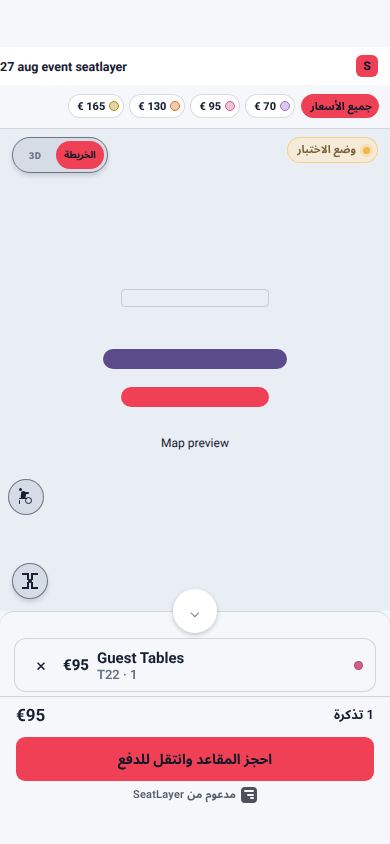 27 aug event seatlayer
S
جميع الأسعار
€ 70
€ 95
€ 130
€ 165
وضع الاختبار
الخريطة
3D
Map preview
× €95 Guest Tables
T22 · 1
1 تذكرة
€95
احجز المقاعد وانتقل للدفع
مدعوم من SeatLayer